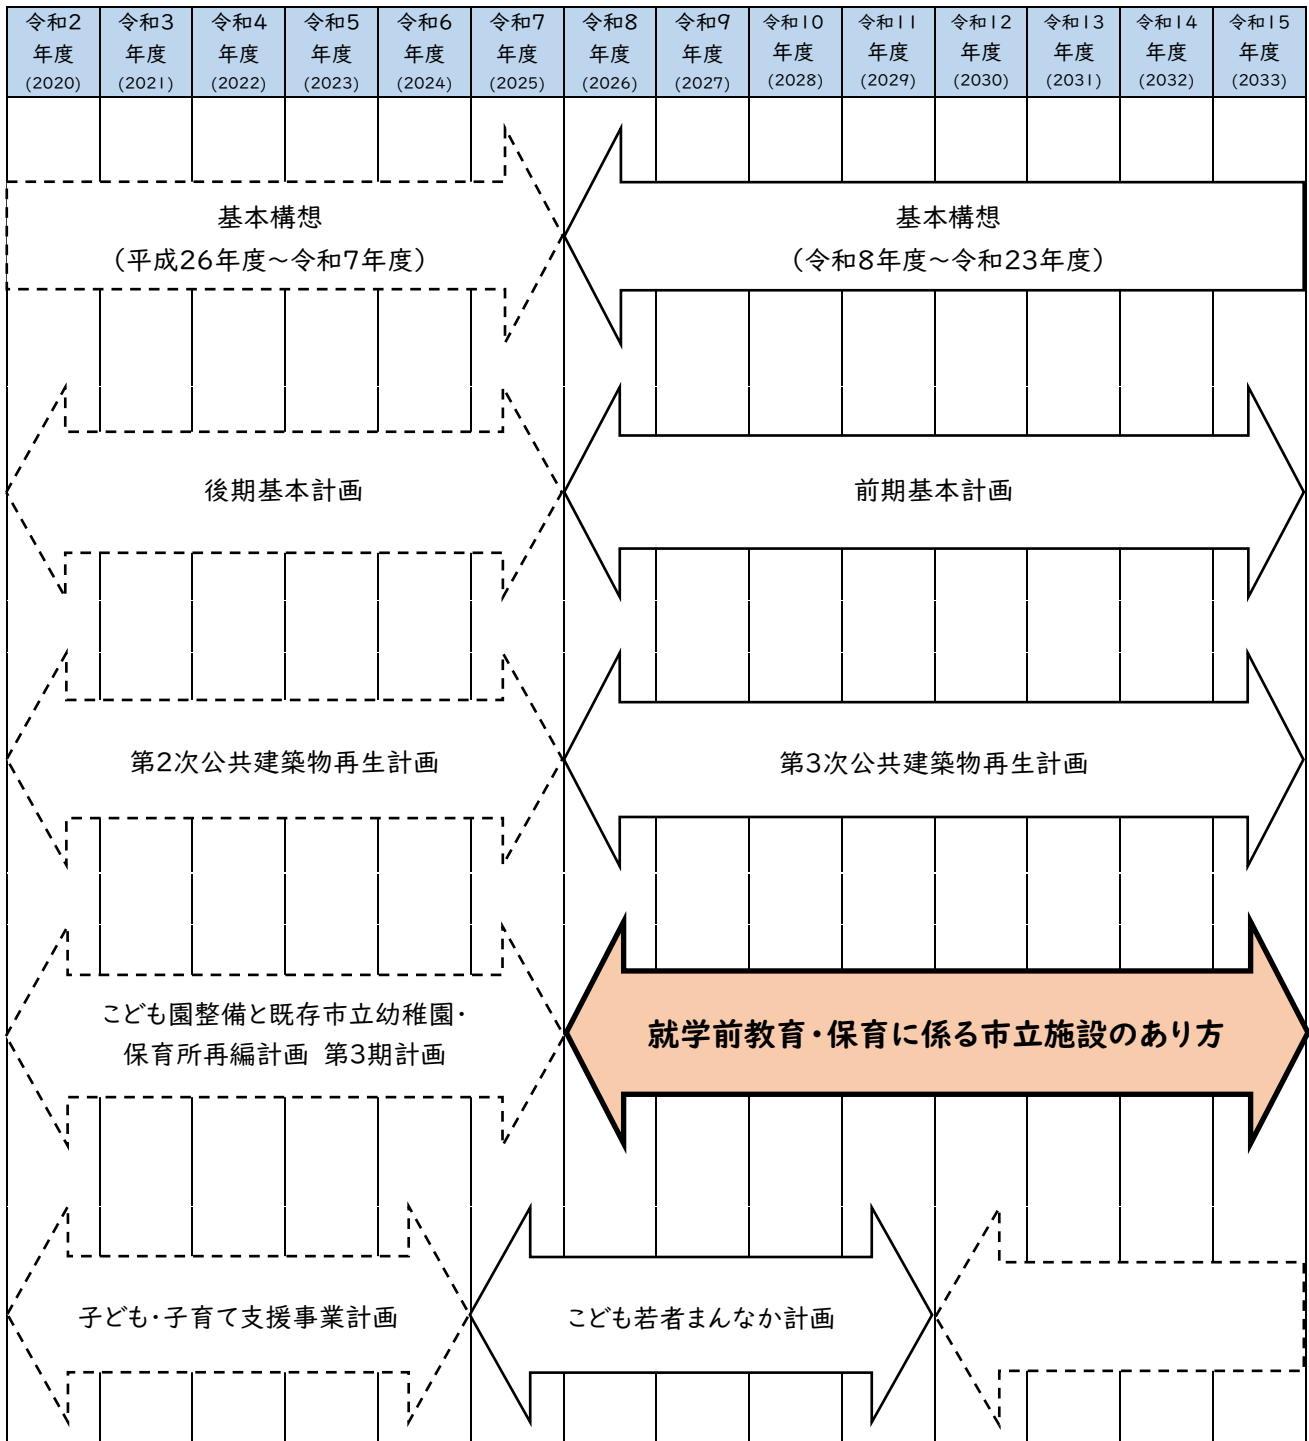 令和2 令和3 令和4 令和5 令和6 令和7 令和8 令和9 令和10 令和11 令和12 令和13 令和14 令和15
年度 年度 年度 年度 年度 年度 年度 年度 年度 年度 年度 年度 年度 年度
(2020) (2021) (2022) (2023) (2024) (2025) (2026) (2027) (2028) (2029) (2030) (2031) (2032) (2033)
基本構想
（平成26年度～令和7年度）
基本構想
（令和8年度～令和23年度）
後期基本計画
前期基本計画
第2次公共建築物再生計画
第3次公共建築物再生計画
こども園整備と既存市立幼稚園・
保育所再編計画 第3期計画
就学前教育・保育に係る市立施設のあり方
子ども・子育て支援事業計画
こども若者まんなか計画